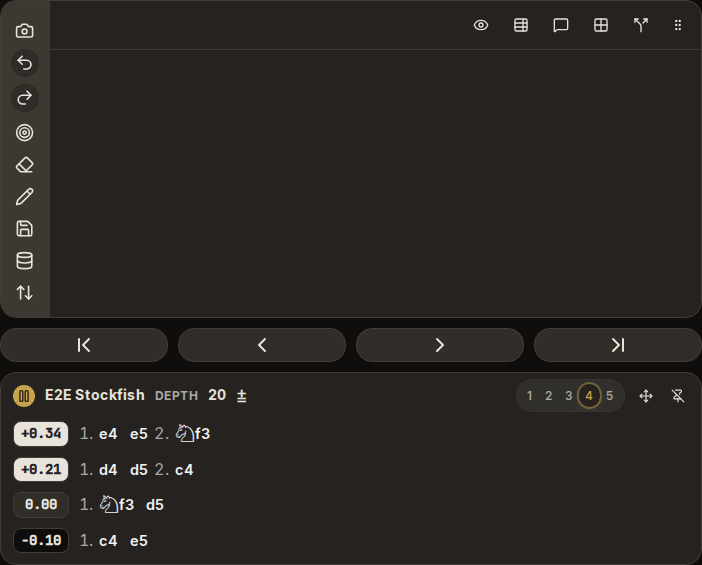 E2E Stockfish DEPTH 20 ± 1 2 3 4 5
+0.34 1. e4 e5 2. ♘f3
+0.21 1. d4 d5 2. c4
0.00 1. ♘f3 d5
-0.10 1. c4 e5